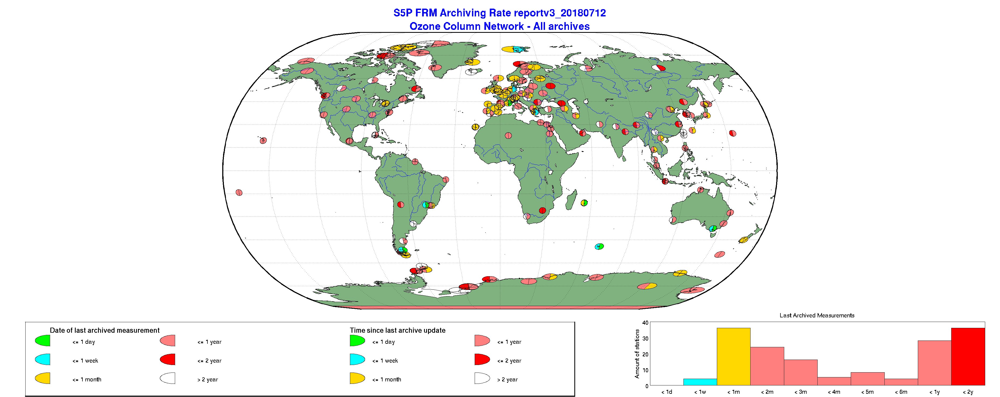 S5P FRM Archiving Rate reportv3_20180712
Ozone Column Network - All archives
Date of last archived measurement
<= 1 day
<= 1 year
<= 1 week
<= 2 year
<= 1 month
> 2 year
Time since last archive update
<= 1 day
<= 1 year
<= 1 week
<= 2 year
<= 1 month
> 2 year
Last Archived Measurements
Amount of stations
40
30
20
10
0
< 1d < 1w < 1m < 2m < 3m < 4m < 5m < 6m < 1y < 2y